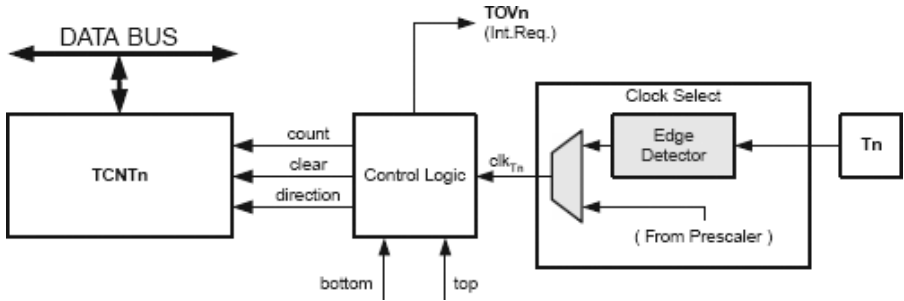 TOVn
(Int.Req.)
DATA BUS
Clock Select
count
Edge
Detector
Tn
TCNTn
clear
Control Logic
clkTn
direction
( From Prescaler )
bottom
top